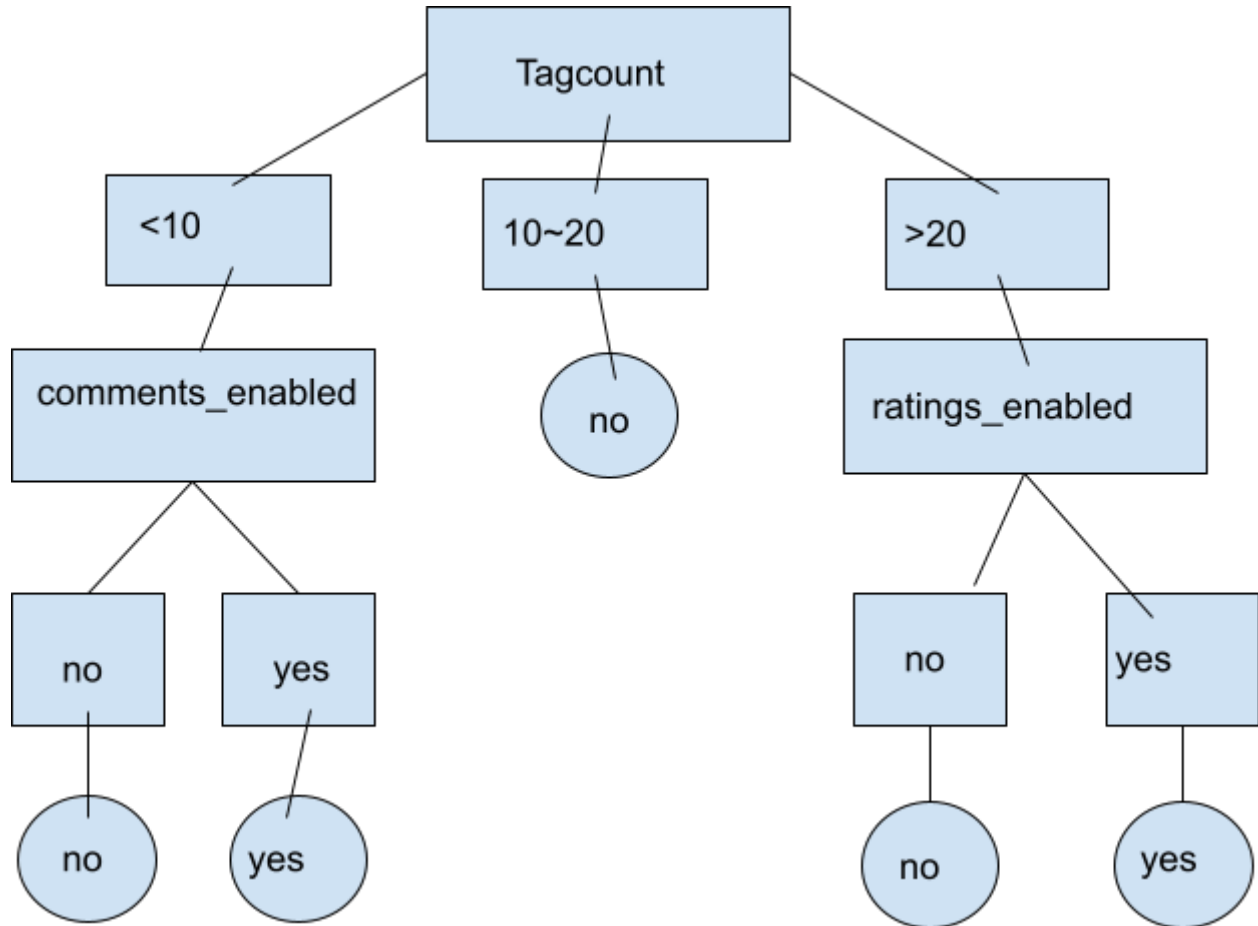 Tagcount
<10
10~20
>20
comments_enabled
no
ratings_enabled
no
yes
no
yes
no
yes
no
yes